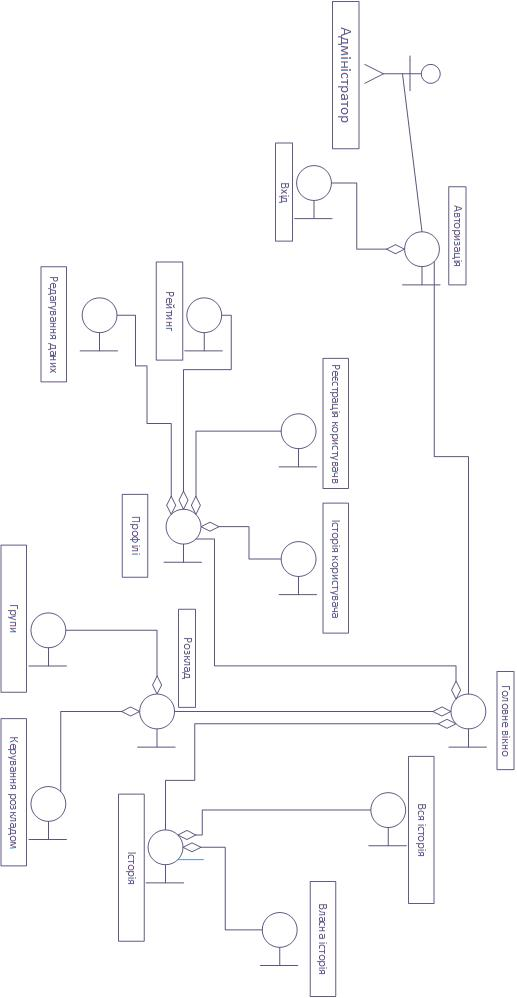 Головне вікно
Авторизація
Вся історія
Адміністратор
Реєстрація користувачв
Історія користувача
Власна історія
Вхід
Розклад
Рейтинг
Профілі
Історія
Редагування даних
Групи
Керування розкладом